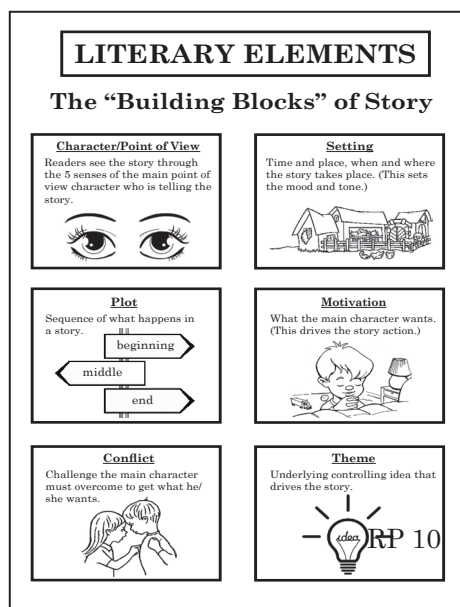 LITERARY ELEMENTS
The “Building Blocks” of Story
Character/Point of View
Readers see the story through
the 5 senses of the main point of
view character who is telling the
story.
Setting
Time and place, when and where
the story takes place. (This sets
the mood and tone.)
Plot
Sequence of what happens in
a story.
beginning
middle
end
Motivation
What the main character wants.
(This drives the story action.)
Conflict
Challenge the main character
must overcome to get what he/
she wants.
Theme
Underlying controlling idea that
drives the story.
idea
RP 10